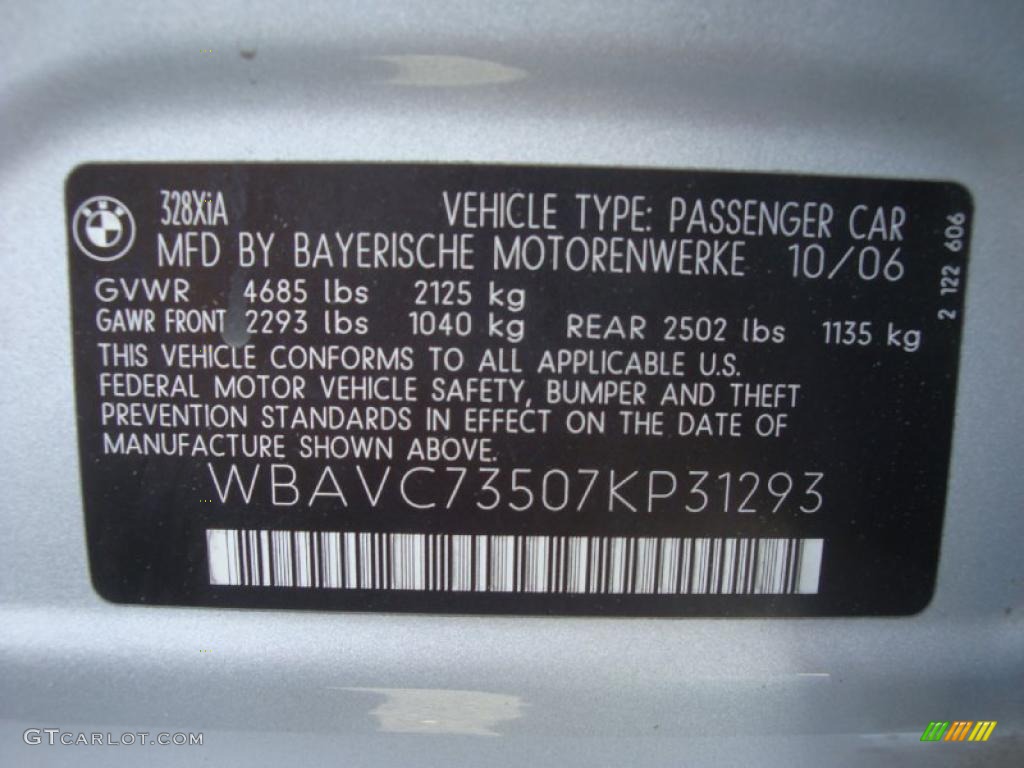 328XiA VEHICLE TYPE: PASSENGER CAR
MFD BY BAYERISCHE MOTORENWERKE 10/06
GVWR 4685 lbs 2125 kg
GAWR FRONT 2293 lbs 1040 kg REAR 2502 lbs 1135 kg
THIS VEHICLE CONFORMS TO ALL APPLICABLE U.S.
FEDERAL MOTOR VEHICLE SAFETY, BUMPER AND THEFT
PREVENTION STANDARDS IN EFFECT ON THE DATE OF
MANUFACTURE SHOWN ABOVE.
WBAVC73507KP31293
2 122 606
BMW
GTCARLOT.COM